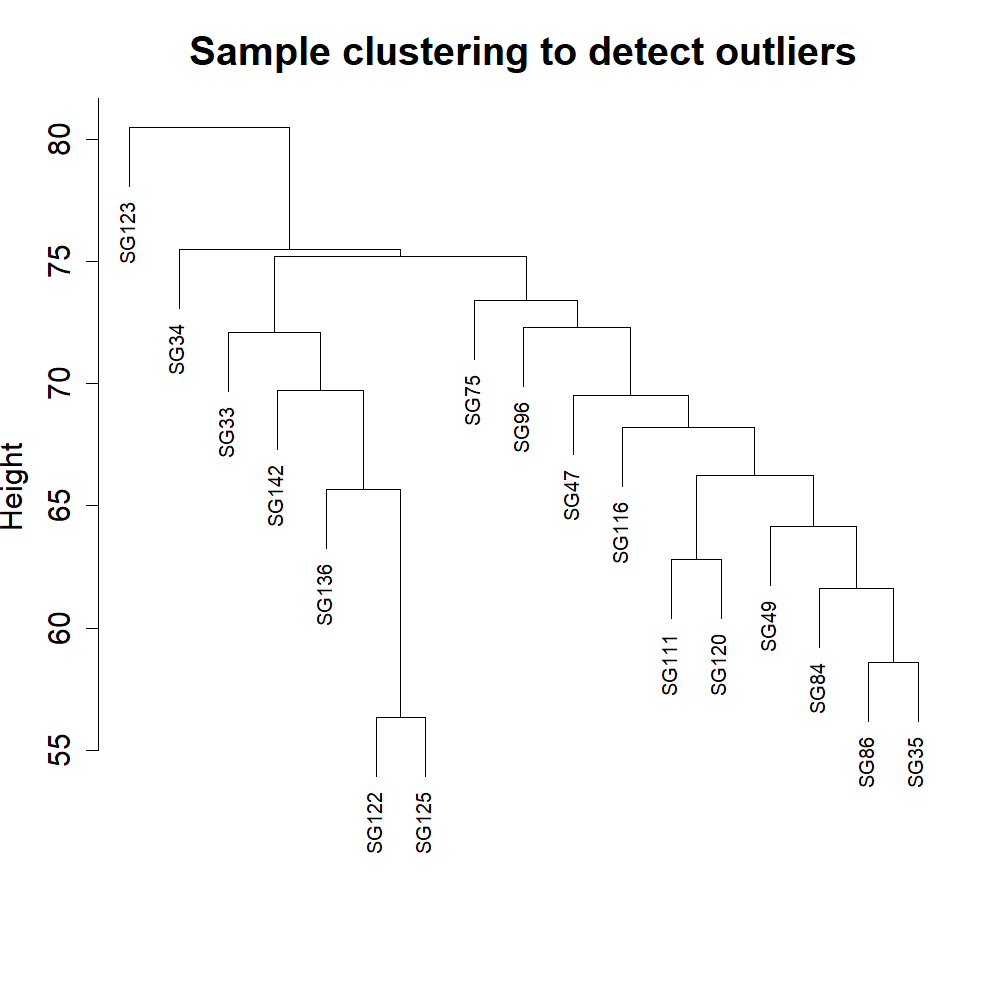 Sample clustering to detect outliers
Height
80
75
70
65
60
55
SG123
SG34
SG33
SG142
SG136
SG122
SG125
SG75
SG96
SG47
SG116
SG111
SG120
SG49
SG84
SG86
SG35